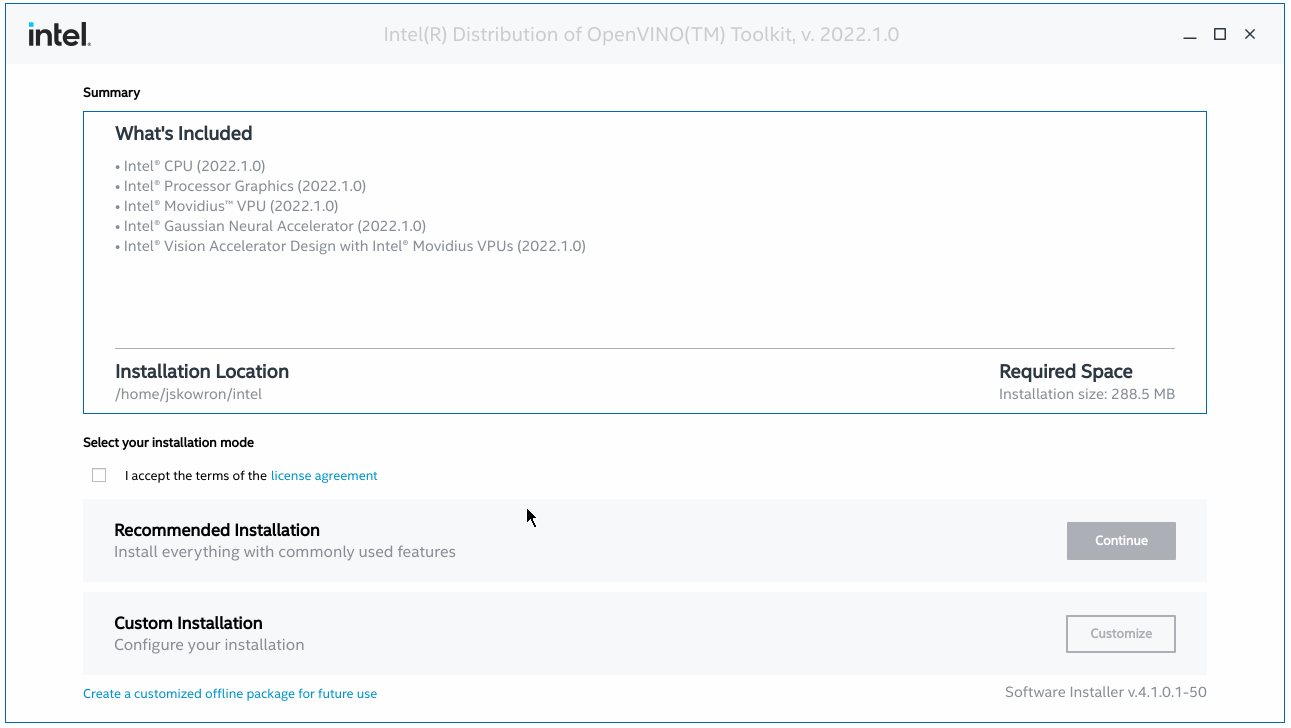 intel.
Intel(R) Distribution of OpenVINO(TM) Toolkit, v. 2022.1.0
Summary
What's Included
• Intel® CPU (2022.1.0)
• Intel® Processor Graphics (2022.1.0)
• Intel® Movidius™ VPU (2022.1.0)
• Intel® Gaussian Neural Accelerator (2022.1.0)
• Intel® Vision Accelerator Design with Intel® Movidius VPUs (2022.1.0)
Installation Location
/home/jskowron/intel
Required Space
Installation size: 288.5 MB
Select your installation mode
I accept the terms of the license agreement
Recommended Installation
Install everything with commonly used features
Continue
Custom Installation
Configure your installation
Customize
Create a customized offline package for future use
Software Installer v.4.1.0.1-50